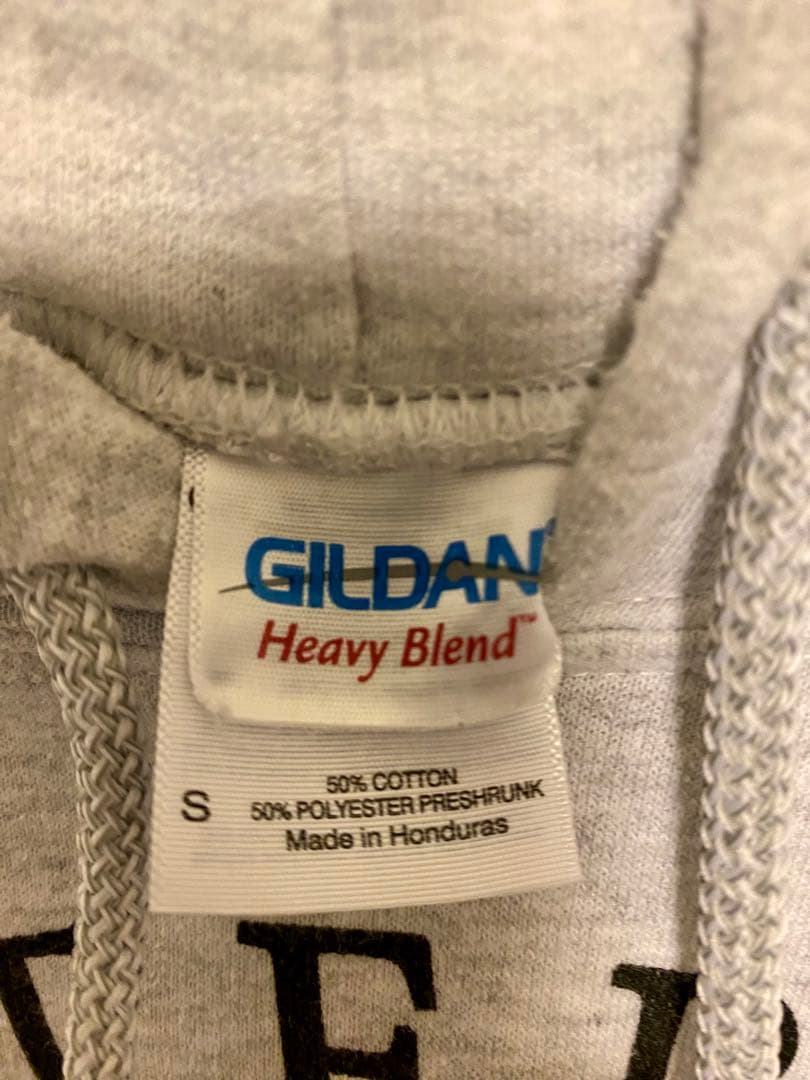 GILDAN
Heavy Blend™
S
50% COTTON
50% POLYESTER PRESHRUNK
Made in Honduras